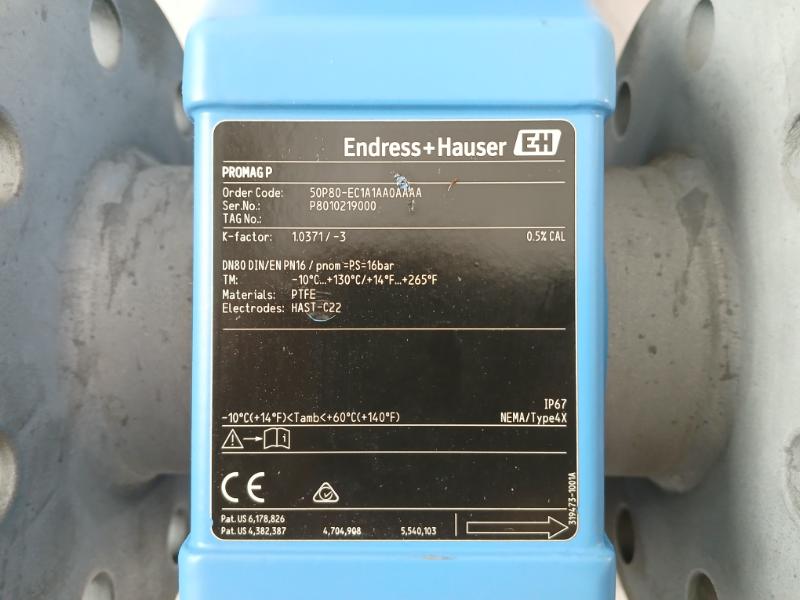 Endress+Hauser EH
PROMAG P
Order Code: 50P80-EC1A1AA0AAAA
Ser.No.: P8010219000
TAG No.:
K-factor: 1.0371/-3 0.5% CAL
DN80 DIN/EN PN16 / pnom =PS=16bar
TM: -10°C...+130°C/+14°F...+265°F
Materials: PTFE
Electrodes: HAST-C22
IP67
-10°C(+14°F)<Tamb<+60°C(+140°F) NEMA/Type4X
i
CE
Pat. US 6,178,826
Pat. US 4,382,387 4,704,908 5,540,103
319473-1001A